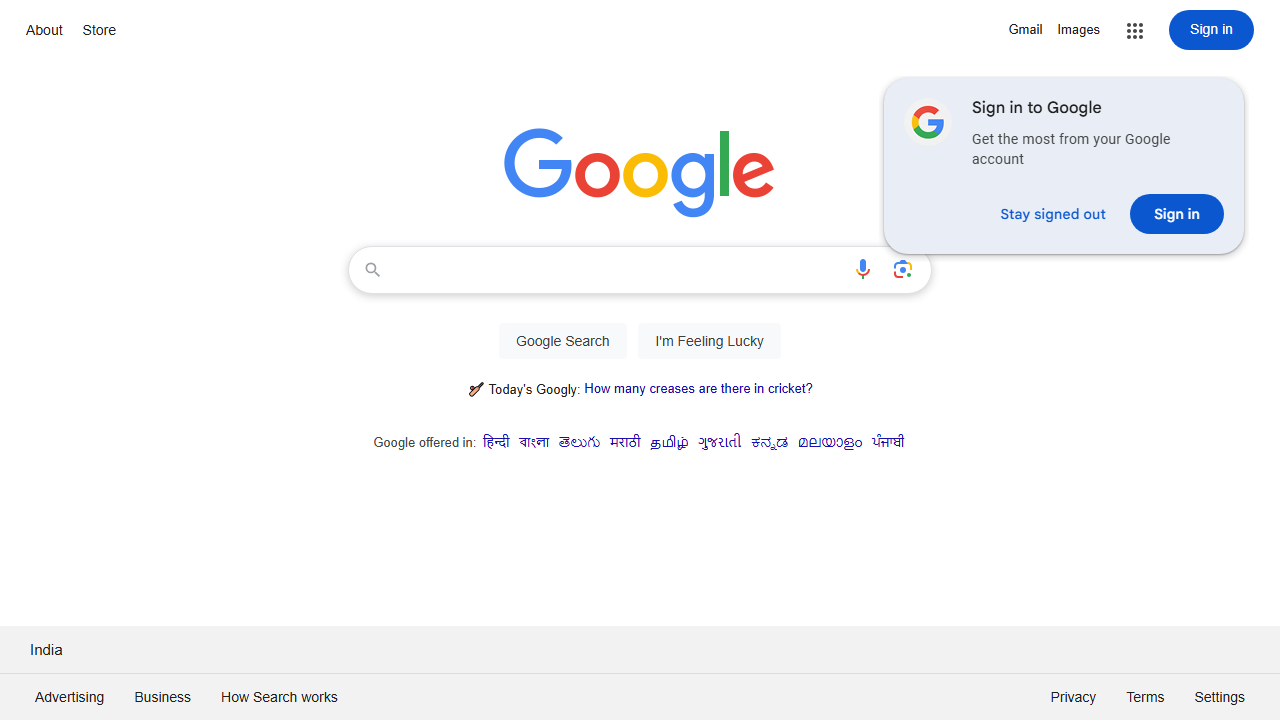 About Store
Gmail Images Sign in
Sign in to Google
Get the most from your Google
account
Stay signed out Sign in
Google
Google Search I'm Feeling Lucky
Today's Googly: How many creases are there in cricket?
Google offered in: हिन्दी বাংলা తెలుగు मराठी தமிழ் ગુજરાતી ಕನ್ನಡ മലയാളം ਪੰਜਾਬੀ
India
Advertising Business How Search works
Privacy Terms Settings